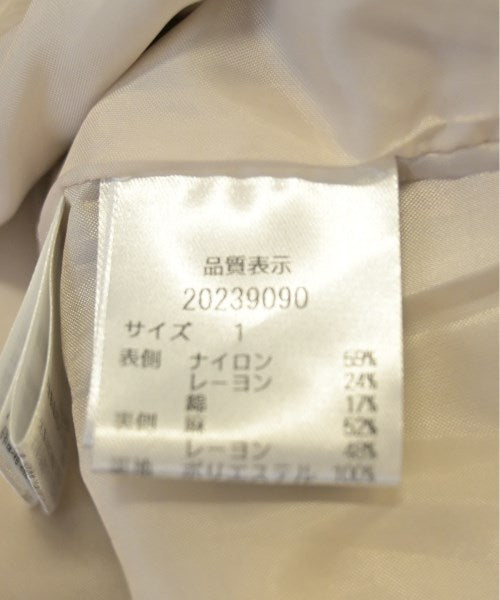 品質表示
20239090
サイズ 1
表側 ナイロン 59%
レーヨン 24%
綿 17%
裏側 麻 52%
レーヨン 48%
ポリエステル 100%